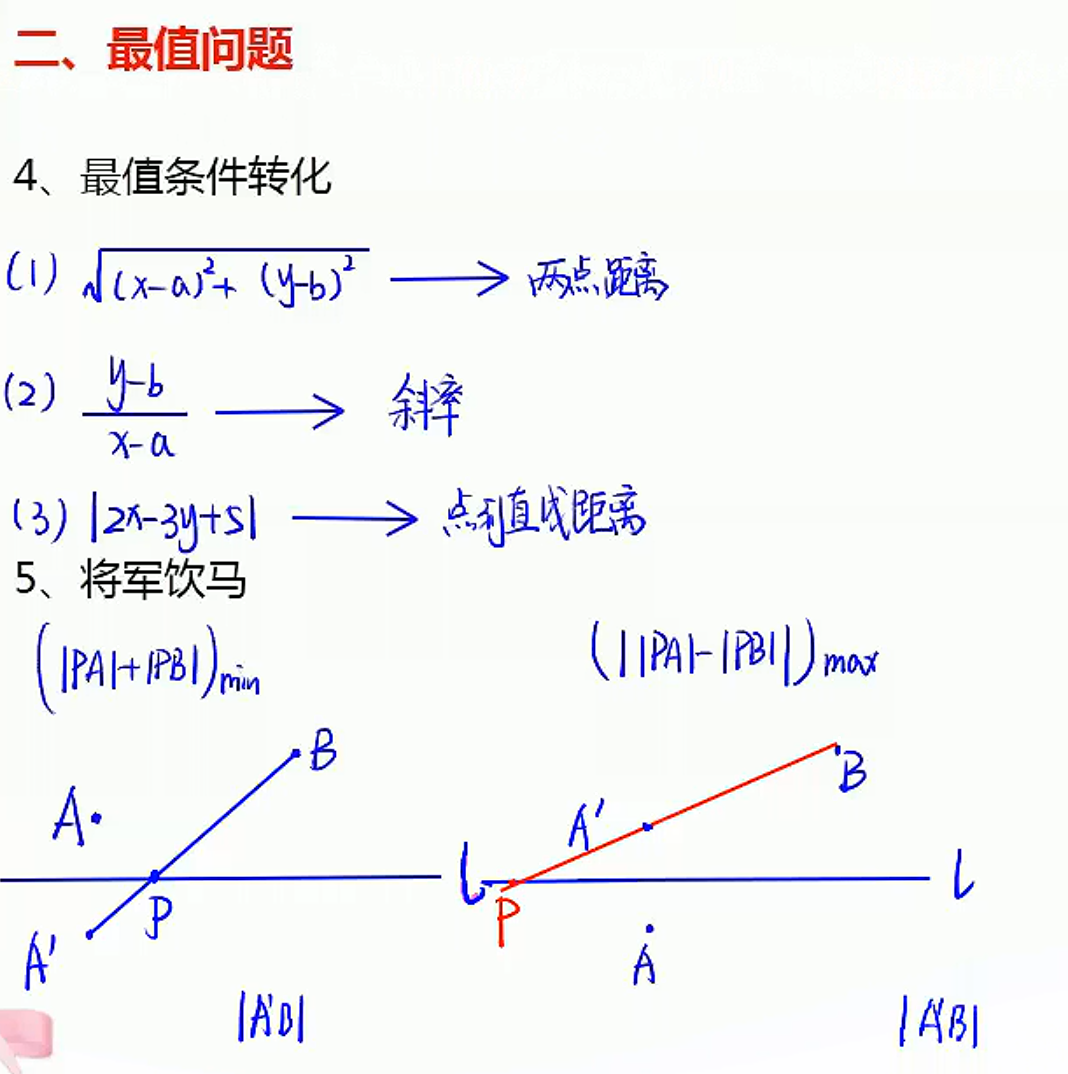 二、最值问题
4、最值条件转化
(1) √((x-a)²+(y-b)²) → 两点距离
(2) (y-b)/(x-a) → 斜率
(3) |2x-3y+5| → 点到直线距离
5、将军饮马
(|PA|+|PB|)min (||PA|-|PB||)max
B
B
A
A'
l
l
P
P
A'
A
|A'B|
|A'B|